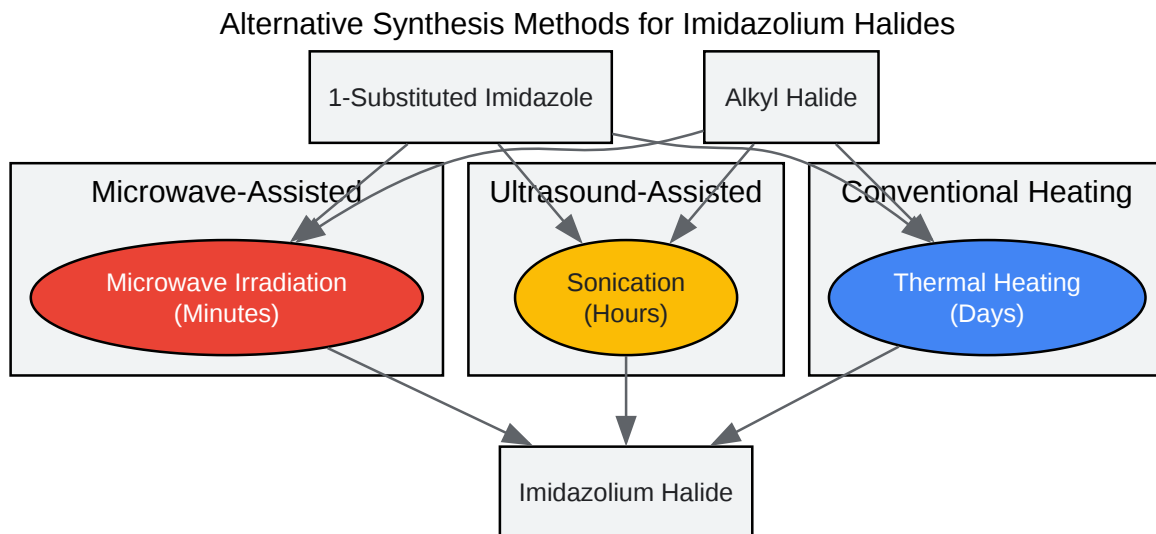 Alternative Synthesis Methods for Imidazolium Halides
1-Substituted Imidazole
Alkyl Halide
Microwave-Assisted
Ultrasound-Assisted
Conventional Heating
Microwave Irradiation
(Minutes)
Sonication
(Hours)
Thermal Heating
(Days)
Imidazolium Halide